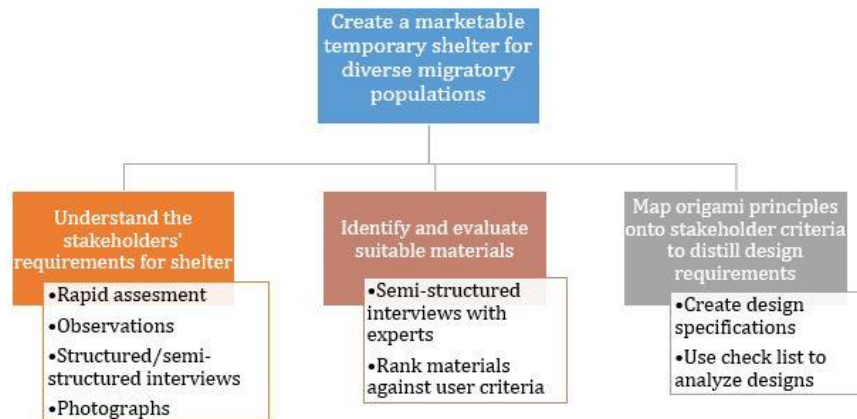 Create a marketable
temporary shelter for
diverse migratory
populations
Understand the
stakeholders'
requirements for shelter
•Rapid assesment
•Observations
•Structured/semi-
structured interviews
•Photographs
Identify and evaluate
suitable materials
•Semi-structured
interviews with
experts
•Rank materials
against user criteria
Map origami principles
onto stakeholder criteria
to distill design
requirements
•Create design
specifications
•Use check list to
analyze designs